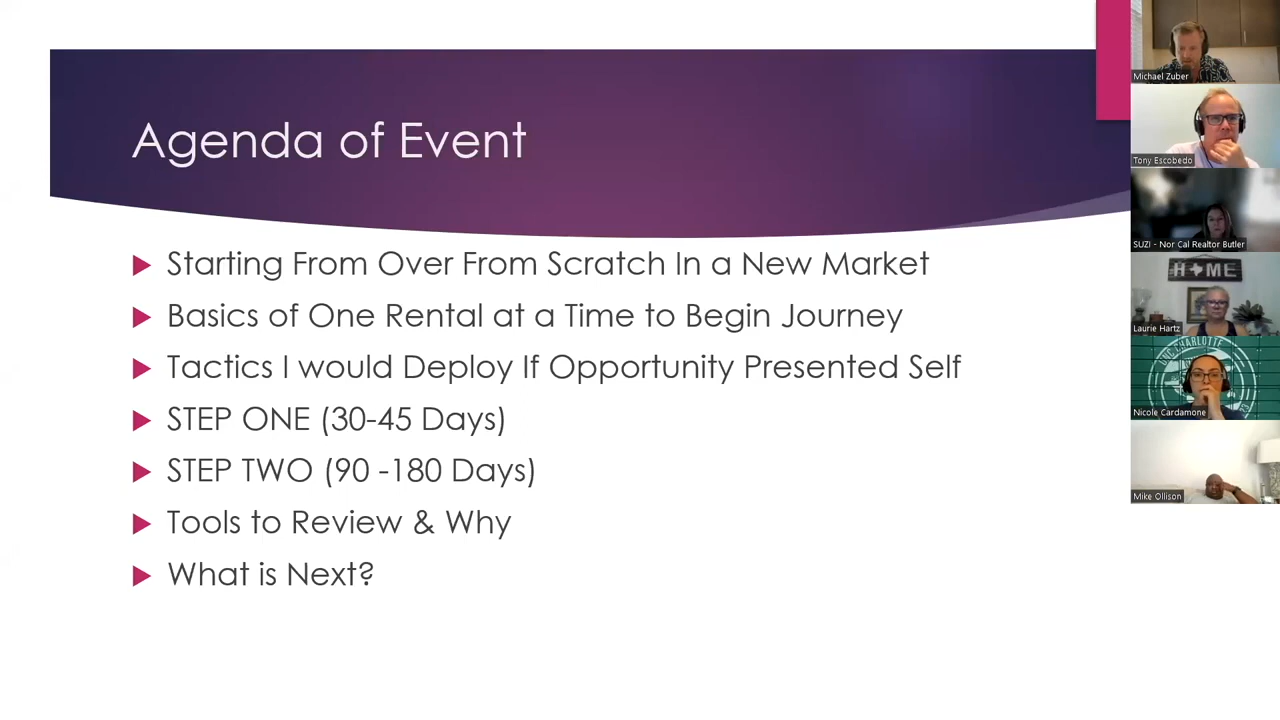 Agenda of Event
Starting From Over From Scratch In a New Market
Basics of One Rental at a Time to Begin Journey
Tactics I would Deploy If Opportunity Presented Self
STEP ONE (30-45 Days)
STEP TWO (90 -180 Days)
Tools to Review & Why
What is Next?
Michael Zuber
Tony Escobedo
SUZI - Nor Cal Realtor Butler
H ME
Laurie Hartz
UNC CHARLOTTE
Nicole Cardamone
Mike Ollison